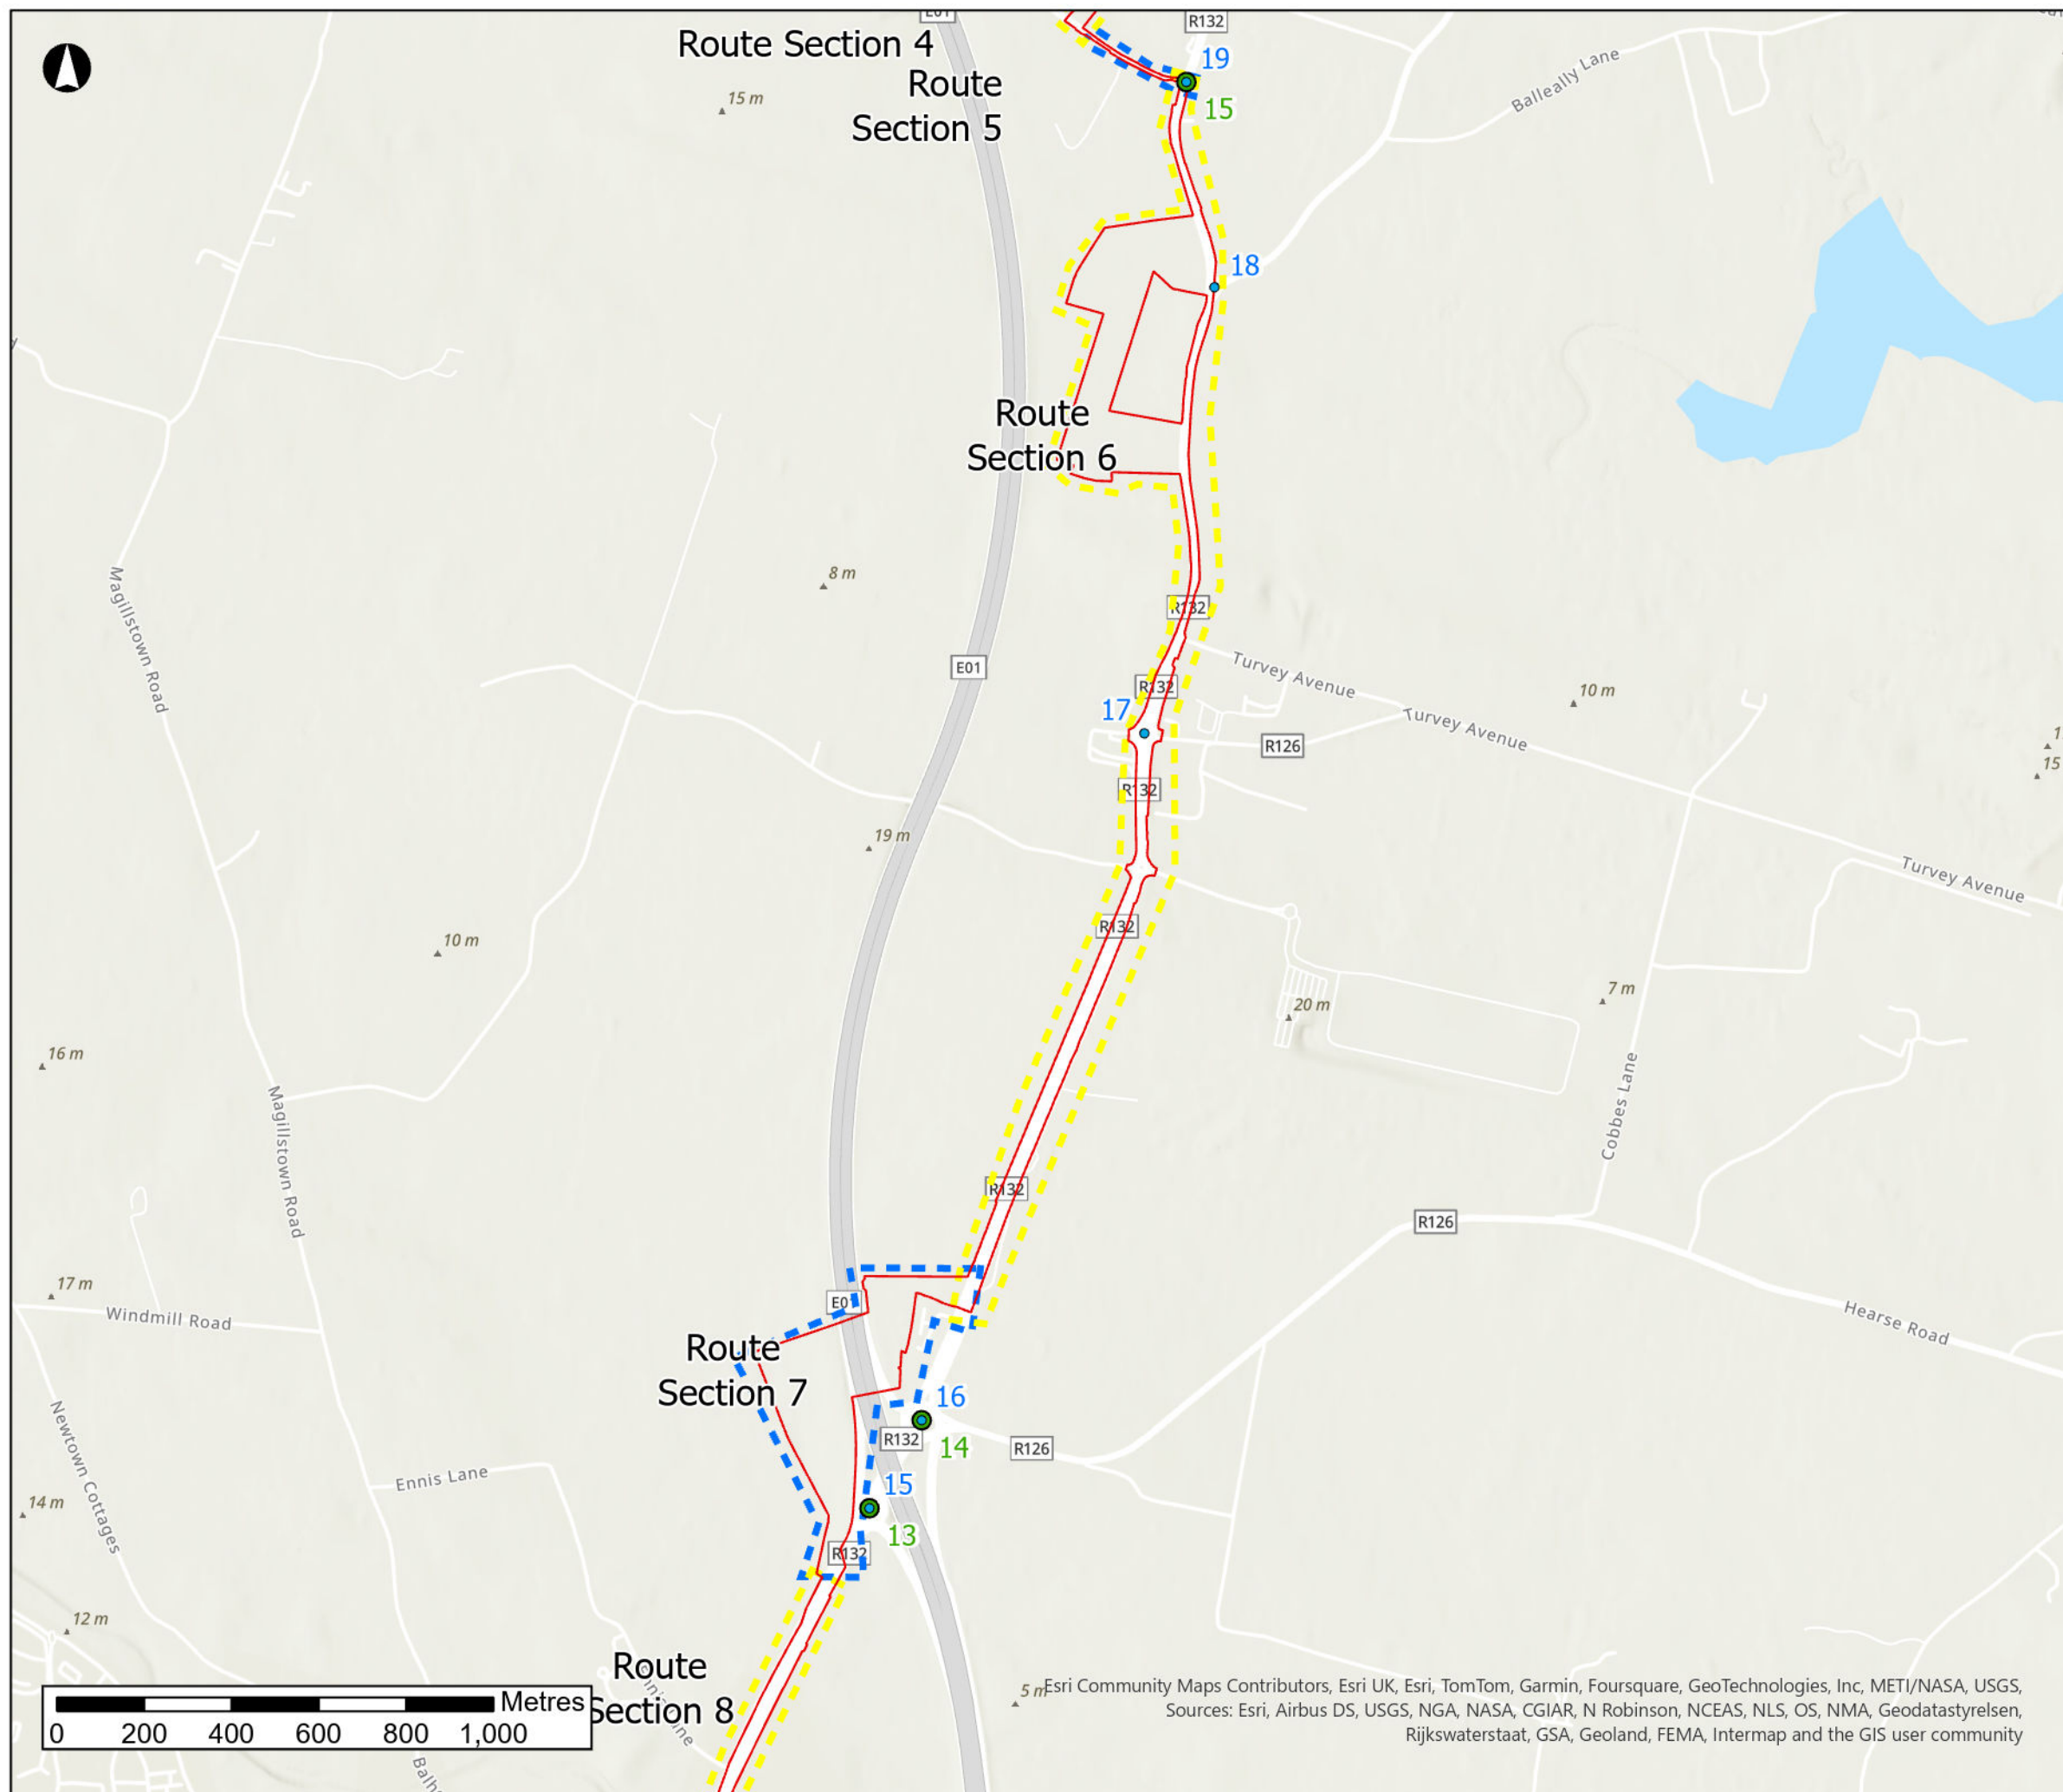 E01
R132
Route Section 4
19
Route
Section 5
15 m
15
Balleally Lane
18
Route
Section 6
8 m
Magillstown Road
R132
E01
Turvey Avenue
R132
10 m
17
Turvey Avenue
R126
R132
15
19 m
Turvey Avenue
R132
10 m
7 m
20 m
16 m
Cobbes Lane
Magillstown Road
R132
R126
17 m
Windmill Road
E01
Hearse Road
Route
Section 7
16
R132
14
R126
Newtown Cottages
Ennis Lane
15
14 m
13
R132
12 m
Route
Section 8
5 m
Metres
0 200 400 600 800 1,000
Esri Community Maps Contributors, Esri UK, Esri, TomTom, Garmin, Foursquare, GeoTechnologies, Inc, METI/NASA, USGS,
Sources: Esri, Airbus DS, USGS, NGA, NASA, CGIAR, N Robinson, NCEAS, NLS, OS, NMA, Geodatastyrelsen,
Rijkswaterstaat, GSA, Geoland, FEMA, Intermap and the GIS user community